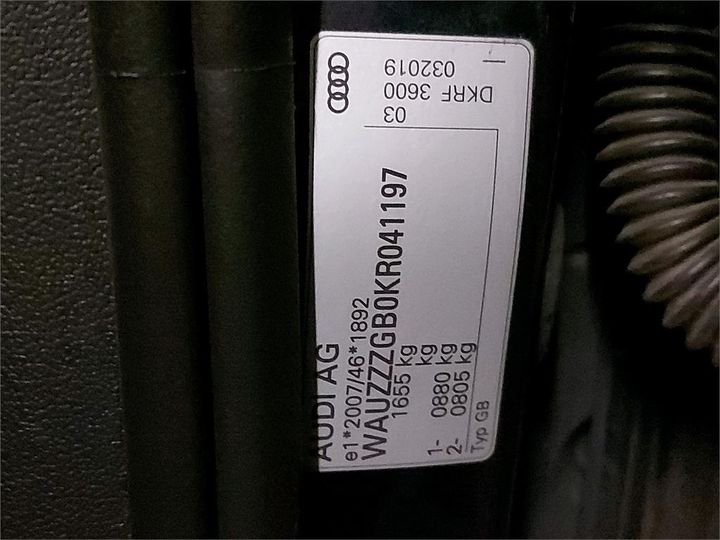 AUDI AG
e1*2007/46*1892
WAUZZZGB0KR041197
1655 kg
kg
1- 0880 kg
2- 0805 kg
Typ GB
03
DKRF 3600
032019